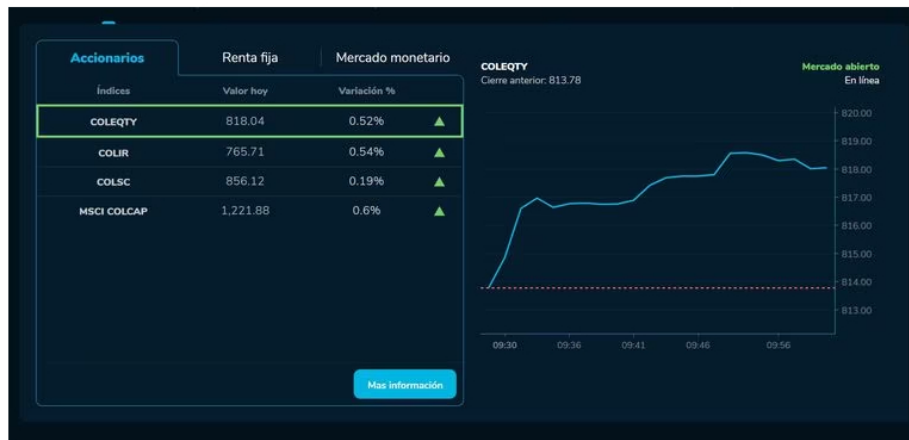 Accionarios Renta fija Mercado monetario
Índices Valor hoy Variación %
COLEQTY 818.04 0.52%
COLIR 765.71 0.54%
COLSC 856.12 0.19%
MSCI COLCAP 1,221.88 0.6%
Mas información
COLEQTY Mercado abierto
Cierre anterior: 813.78 En línea
820.00
819.00
818.00
817.00
816.00
815.00
814.00
813.00
09:30 09:36 09:41 09:46 09:56